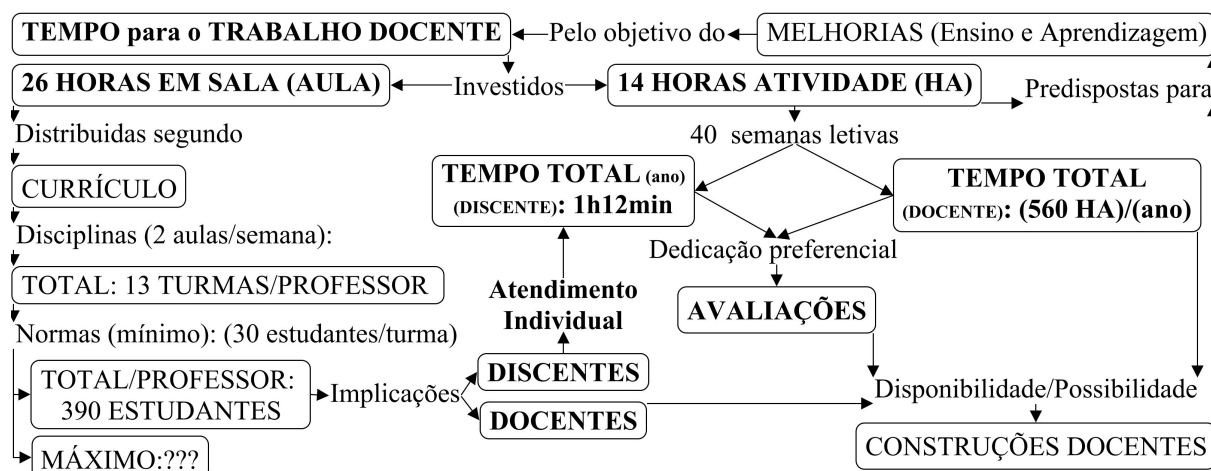 TEMPO para o TRABALHO DOCENTE
Pelo objetivo do
MELHORIAS (Ensino e Aprendizagem)
26 HORAS EM SALA (AULA)
Investidos
14 HORAS ATIVIDADE (HA)
Predispostas para
Distribuidas segundo
40 semanas letivas
CURRÍCULO
TEMPO TOTAL (ano)
(DISCENTE): 1h12min
TEMPO TOTAL
(DOCENTE): (560 HA)/(ano)
Disciplinas (2 aulas/semana):
Dedicação preferencial
TOTAL: 13 TURMAS/PROFESSOR
Atendimento
Individual
AVALIAÇÕES
Normas (mínimo): (30 estudantes/turma)
TOTAL/PROFESSOR:
390 ESTUDANTES
Implicações
DISCENTES
DOCENTES
Disponibilidade/Possibilidade
MÁXIMO:???
CONSTRUÇÕES DOCENTES